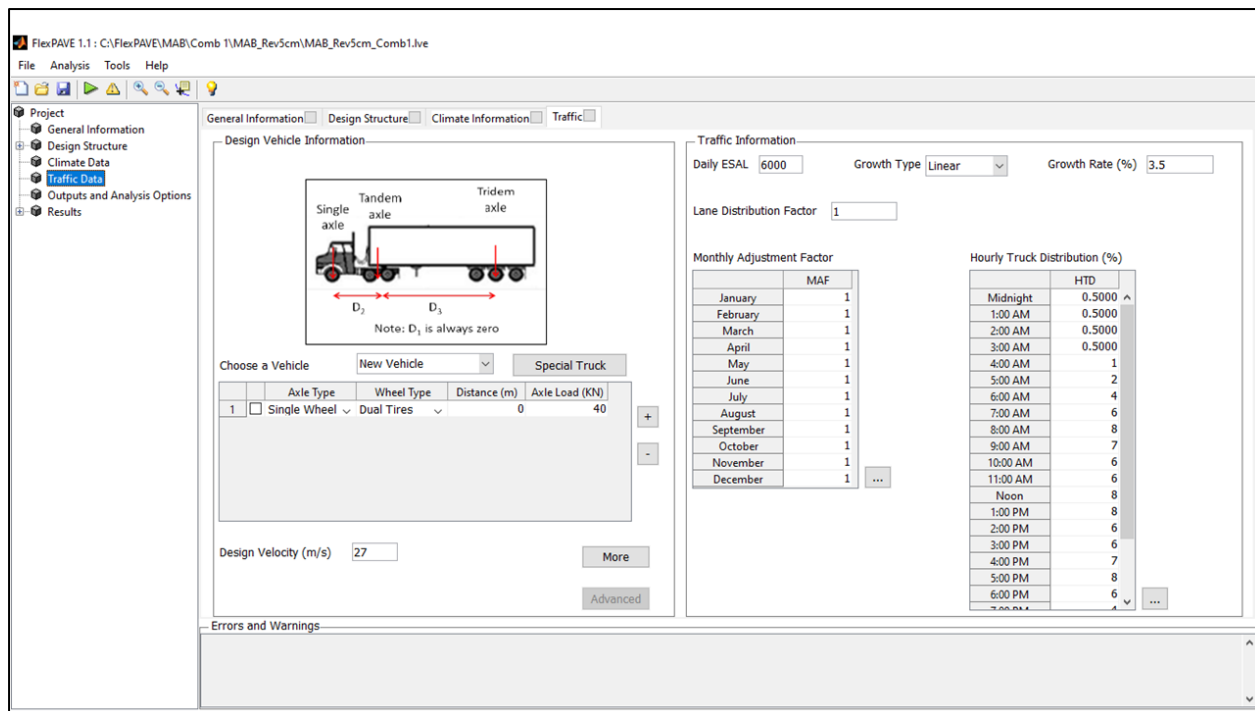 FlexPAVE 1.1 : C:\FlexPAVE\MAB\Comb 1\MAB_Rev5cm\MAB_Rev5cm_Comb1.lve
File Analysis Tools Help
Project
General Information
Design Structure
Climate Data
Traffic Data
Outputs and Analysis Options
Results
General Information Design Structure Climate Information Traffic
Design Vehicle Information
Single axle
Tandem axle
Tridem axle
D2 D3
Note: D1 is always zero
Choose a Vehicle New Vehicle Special Truck
Axle Type Wheel Type Distance (m) Axle Load (KN)
1 Single Wheel Dual Tires 0 40
+
-
Design Velocity (m/s) 27
More
Advanced
Traffic Information
Daily ESAL 6000 Growth Type Linear Growth Rate (%) 3.5
Lane Distribution Factor 1
Monthly Adjustment Factor
MAF
January 1
February 1
March 1
April 1
May 1
June 1
July 1
August 1
September 1
October 1
November 1
December 1
...
Hourly Truck Distribution (%)
HTD
Midnight 0.5000
1:00 AM 0.5000
2:00 AM 0.5000
3:00 AM 0.5000
4:00 AM 1
5:00 AM 2
6:00 AM 4
7:00 AM 6
8:00 AM 8
9:00 AM 7
10:00 AM 6
11:00 AM 6
Noon 8
1:00 PM 8
2:00 PM 6
3:00 PM 6
4:00 PM 7
5:00 PM 8
6:00 PM 6
...
Errors and Warnings